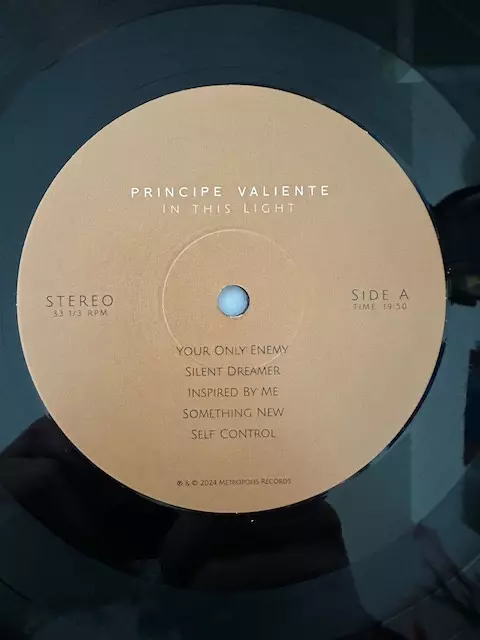 PRINCIPE VALIENTE
IN THIS LIGHT
STEREO
33 1/3 RPM
SIDE A
TIME 19:50
YOUR ONLY ENEMY
SILENT DREAMER
INSPIRED BY ME
SOMETHING NEW
SELF CONTROL
℗ & © 2024 METROPOLIS RECORDS